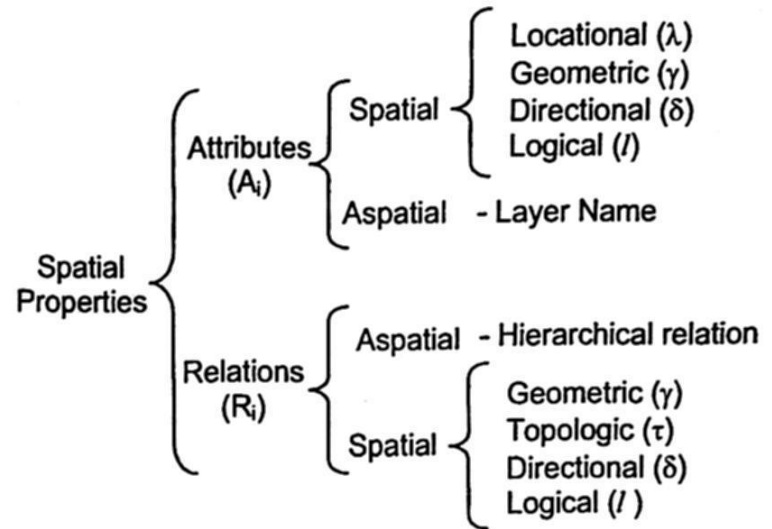 Spatial
Properties
Attributes
(Aᵢ)
Spatial
Locational (λ)
Geometric (γ)
Directional (δ)
Logical (l)
Aspatial - Layer Name
Relations
(Rᵢ)
Aspatial - Hierarchical relation
Spatial
Geometric (γ)
Topologic (τ)
Directional (δ)
Logical (l )